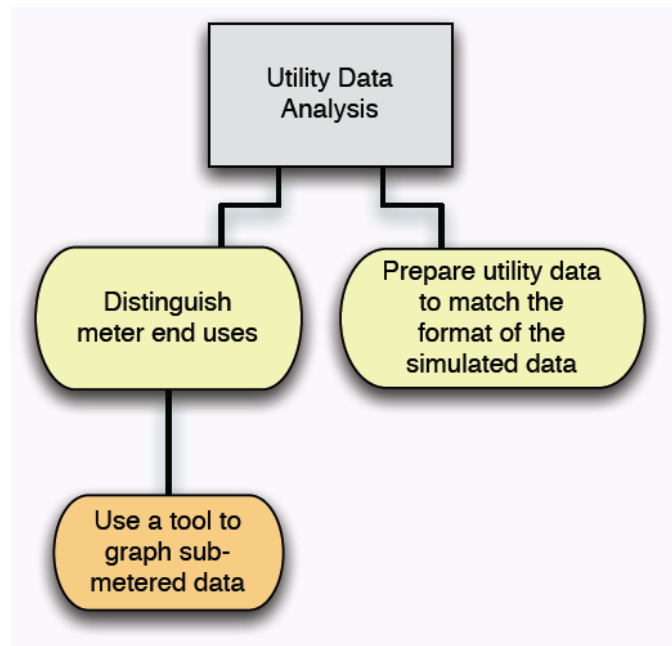 Utility Data
Analysis
Distinguish
meter end uses
Prepare utility data
to match the
format of the
simulated data
Use a tool to
graph sub-
metered data